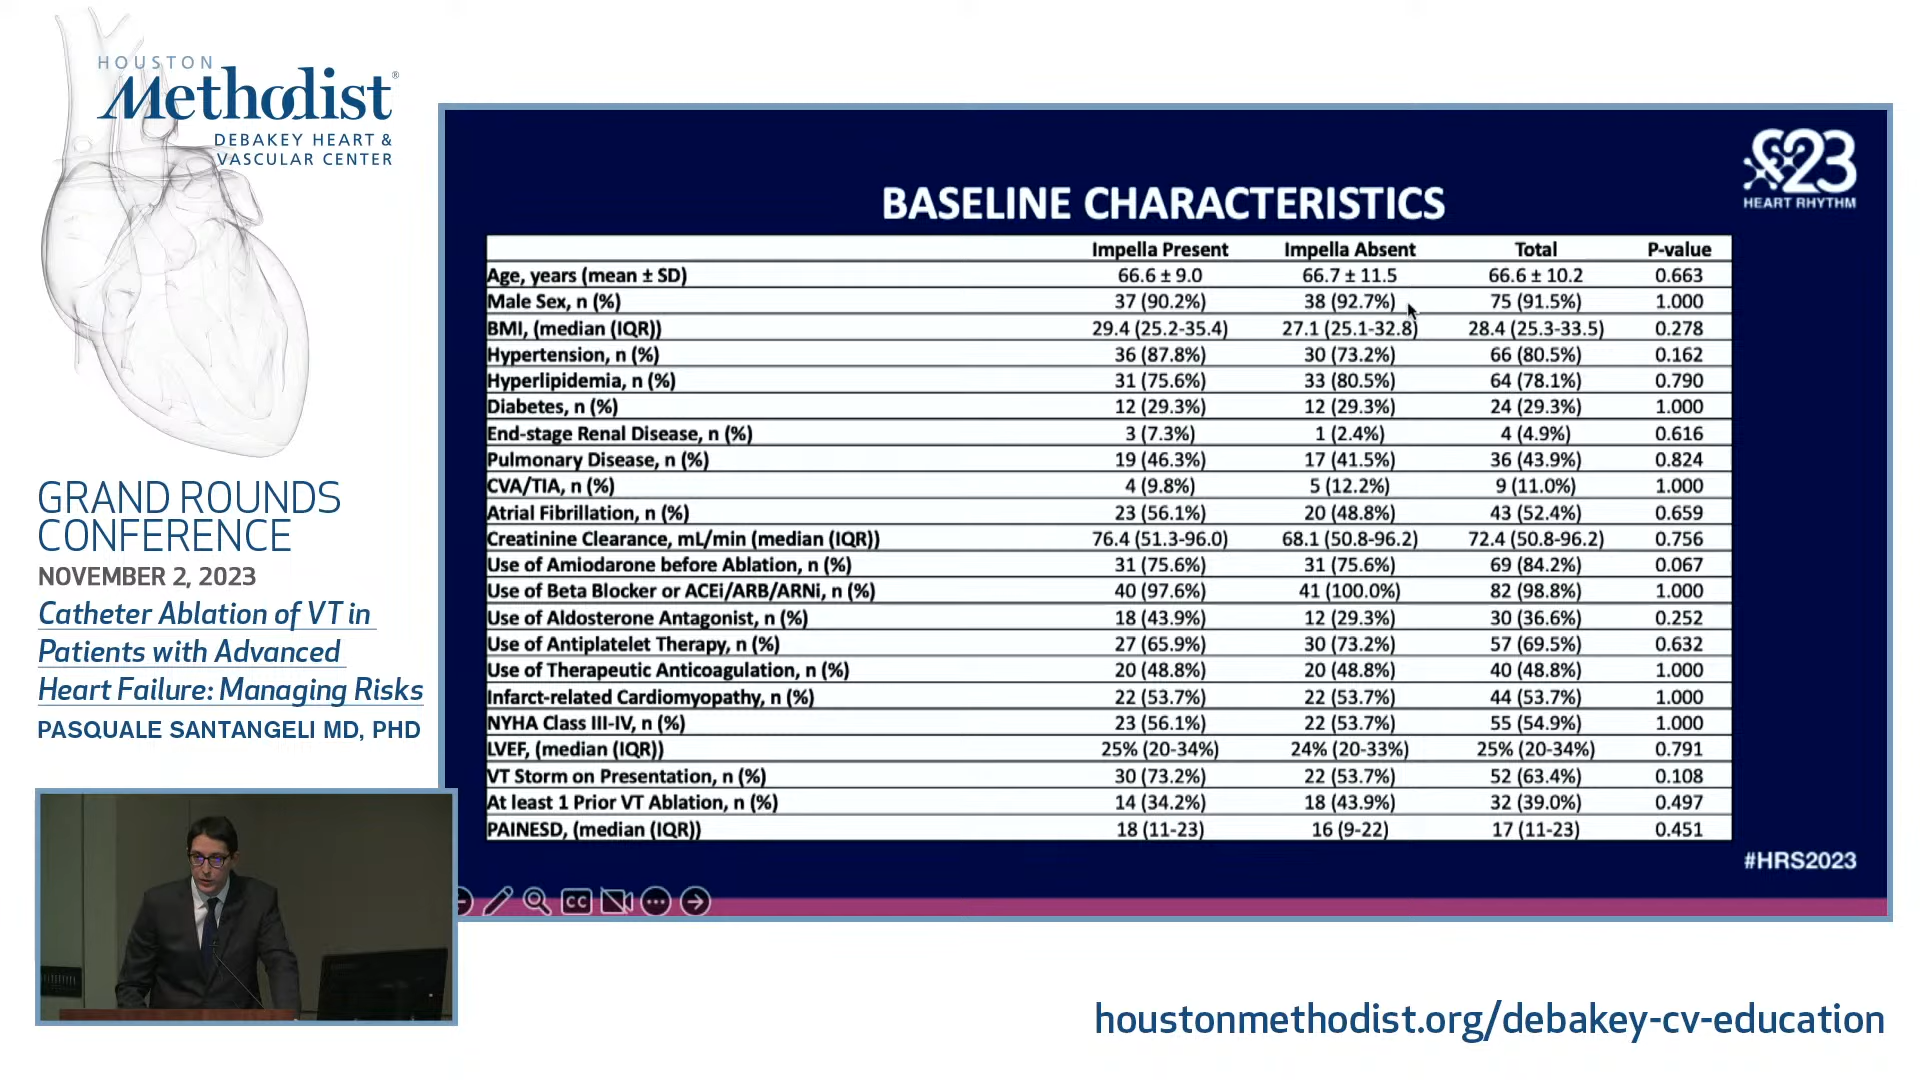 HOUSTON
Methodist®
DEBAKEY HEART &
VASCULAR CENTER
GRAND ROUNDS
CONFERENCE
NOVEMBER 2, 2023
Catheter Ablation of VT in
Patients with Advanced
Heart Failure: Managing Risks
PASQUALE SANTANGELI MD, PHD
23
HEART RHYTHM
BASELINE CHARACTERISTICS
Impella Present Impella Absent Total P-value
Age, years (mean ± SD) 66.6 ± 9.0 66.7 ± 11.5 66.6 ± 10.2 0.663
Male Sex, n (%) 37 (90.2%) 38 (92.7%) 75 (91.5%) 1.000
BMI, (median (IQR)) 29.4 (25.2-35.4) 27.1 (25.1-32.8) 28.4 (25.3-33.5) 0.278
Hypertension, n (%) 36 (87.8%) 30 (73.2%) 66 (80.5%) 0.162
Hyperlipidemia, n (%) 31 (75.6%) 33 (80.5%) 64 (78.1%) 0.790
Diabetes, n (%) 12 (29.3%) 12 (29.3%) 24 (29.3%) 1.000
End-stage Renal Disease, n (%) 3 (7.3%) 1 (2.4%) 4 (4.9%) 0.616
Pulmonary Disease, n (%) 19 (46.3%) 17 (41.5%) 36 (43.9%) 0.824
CVA/TIA, n (%) 4 (9.8%) 5 (12.2%) 9 (11.0%) 1.000
Atrial Fibrillation, n (%) 23 (56.1%) 20 (48.8%) 43 (52.4%) 0.659
Creatinine Clearance, mL/min (median (IQR)) 76.4 (51.3-96.0) 68.1 (50.8-96.2) 72.4 (50.8-96.2) 0.756
Use of Amiodarone before Ablation, n (%) 31 (75.6%) 31 (75.6%) 69 (84.2%) 0.067
Use of Beta Blocker or ACEi/ARB/ARNi, n (%) 40 (97.6%) 41 (100.0%) 82 (98.8%) 1.000
Use of Aldosterone Antagonist, n (%) 18 (43.9%) 12 (29.3%) 30 (36.6%) 0.252
Use of Antiplatelet Therapy, n (%) 27 (65.9%) 30 (73.2%) 57 (69.5%) 0.632
Use of Therapeutic Anticoagulation, n (%) 20 (48.8%) 20 (48.8%) 40 (48.8%) 1.000
Infarct-related Cardiomyopathy, n (%) 22 (53.7%) 22 (53.7%) 44 (53.7%) 1.000
NYHA Class III-IV, n (%) 23 (56.1%) 22 (53.7%) 55 (54.9%) 1.000
LVEF, (median (IQR)) 25% (20-34%) 24% (20-33%) 25% (20-34%) 0.791
VT Storm on Presentation, n (%) 30 (73.2%) 22 (53.7%) 52 (63.4%) 0.108
At least 1 Prior VT Ablation, n (%) 14 (34.2%) 18 (43.9%) 32 (39.0%) 0.497
PAINESD, (median (IQR)) 18 (11-23) 16 (9-22) 17 (11-23) 0.451
#HRS2023
CC
houstonmethodist.org/debakey-cv-education